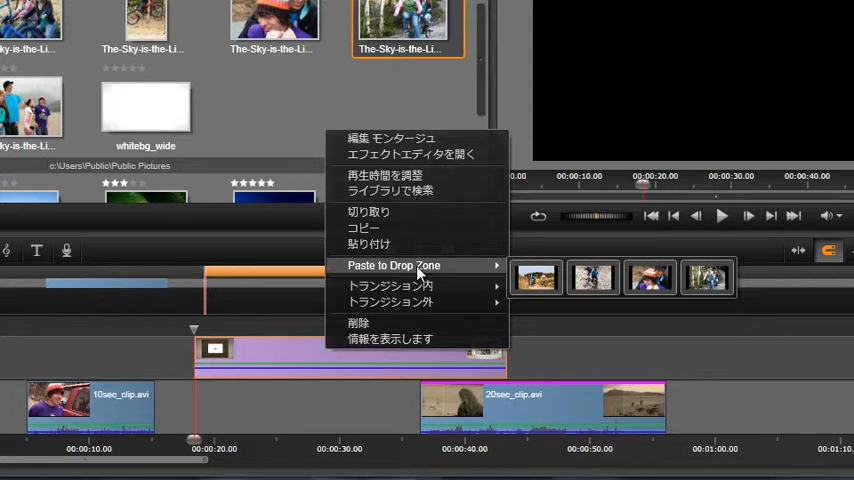 ky-is-the-Li...
The-Sky-is-the-Li...
The-Sky-is-the-Li...
The-Sky-is-the-Li...
ky-is-the-Li...
whitebg_wide
c:\Users\Public\Public Pictures
編集 モンタージュ
エフェクトエディタを開く
再生時間を調整
ライブラリで検索
切り取り
コピー
貼り付け
Paste to Drop Zone
トランジション内
トランジション外
削除
情報を表示します
0.00
00:00:10.00
00:00:20.00
00:00:30.00
00:00:40.00
T
10sec_clip.avi
20sec_clip.avi
00:00:10.00
00:00:20.00
00:00:30.00
00:00:40.00
00:00:50.00
00:01:00.00
00:01:10